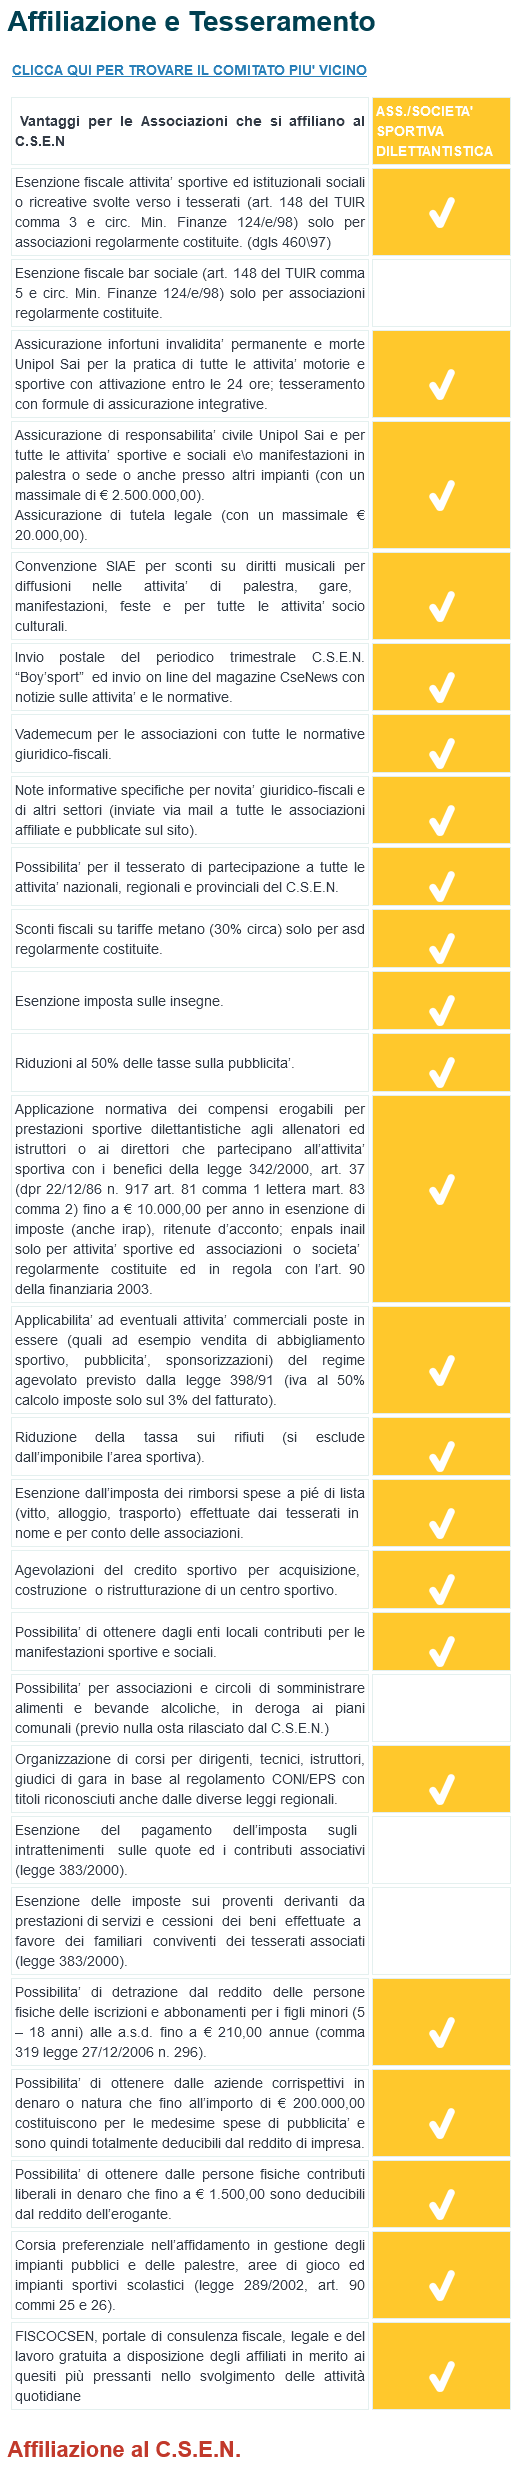 Affiliazione e Tesseramento
CLICCA QUI PER TROVARE IL COMITATO PIU' VICINO
Vantaggi per le Associazioni che si affiliano al
C.S.E.N
ASS./SOCIETA'
SPORTIVA
DILETTANTISTICA
Esenzione fiscale attivita’ sportive ed istituzionali sociali
o ricreative svolte verso i tesserati (art. 148 del TUIR
comma 3 e circ. Min. Finanze 124/e/98) solo per
associazioni regolarmente costituite. (dgls 460\97)
Esenzione fiscale bar sociale (art. 148 del TUIR comma
5 e circ. Min. Finanze 124/e/98) solo per associazioni
regolarmente costituite.
Assicurazione infortuni invalidita’ permanente e morte
Unipol Sai per la pratica di tutte le attivita’ motorie e
sportive con attivazione entro le 24 ore; tesseramento
con formule di assicurazione integrative.
Assicurazione di responsabilita’ civile Unipol Sai e per
tutte le attivita’ sportive e sociali e\o manifestazioni in
palestra o sede o anche presso altri impianti (con un
massimale di € 2.500.000,00).
Assicurazione di tutela legale (con un massimale €
20.000,00).
Convenzione SIAE per sconti su diritti musicali per
diffusioni nelle attivita’ di palestra, gare,
manifestazioni, feste e per tutte le attivita’ socio
culturali.
Invio postale del periodico trimestrale C.S.E.N.
“Boy’sport” ed invio on line del magazine CseNews con
notizie sulle attivita’ e le normative.
Vademecum per le associazioni con tutte le normative
giuridico-fiscali.
Note informative specifiche per novita’ giuridico-fiscali e
di altri settori (inviate via mail a tutte le associazioni
affiliate e pubblicate sul sito).
Possibilita’ per il tesserato di partecipazione a tutte le
attivita’ nazionali, regionali e provinciali del C.S.E.N.
Sconti fiscali su tariffe metano (30% circa) solo per asd
regolarmente costituite.
Esenzione imposta sulle insegne.
Riduzioni al 50% delle tasse sulla pubblicita’.
Applicazione normativa dei compensi erogabili per
prestazioni sportive dilettantistiche agli allenatori ed
istruttori o ai direttori che partecipano all’attivita’
sportiva con i benefici della legge 342/2000, art. 37
(dpr 22/12/86 n. 917 art. 81 comma 1 lettera mart. 83
comma 2) fino a € 10.000,00 per anno in esenzione di
imposte (anche irap), ritenute d’acconto; enpals inail
solo per attivita’ sportive ed associazioni o societa’
regolarmente costituite ed in regola con l’art. 90
della finanziaria 2003.
Applicabilita’ ad eventuali attivita’ commerciali poste in
essere (quali ad esempio vendita di abbigliamento
sportivo, pubblicita’, sponsorizzazioni) del regime
agevolato previsto dalla legge 398/91 (iva al 50%
calcolo imposte solo sul 3% del fatturato).
Riduzione della tassa sui rifiuti (si esclude
dall’imponibile l’area sportiva).
Esenzione dall’imposta dei rimborsi spese a pié di lista
(vitto, alloggio, trasporto) effettuate dai tesserati in
nome e per conto delle associazioni.
Agevolazioni del credito sportivo per acquisizione,
costruzione o ristrutturazione di un centro sportivo.
Possibilita’ di ottenere dagli enti locali contributi per le
manifestazioni sportive e sociali.
Possibilita’ per associazioni e circoli di somministrare
alimenti e bevande alcoliche, in deroga ai piani
comunali (previo nulla osta rilasciato dal C.S.E.N.)
Organizzazione di corsi per dirigenti, tecnici, istruttori,
giudici di gara in base al regolamento CONI/EPS con
titoli riconosciuti anche dalle diverse leggi regionali.
Esenzione del pagamento dell’imposta sugli
intrattenimenti sulle quote ed i contributi associativi
(legge 383/2000).
Esenzione delle imposte sui proventi derivanti da
prestazioni di servizi e cessioni dei beni effettuate a
favore dei familiari conviventi dei tesserati associati
(legge 383/2000).
Possibilita’ di detrazione dal reddito delle persone
fisiche delle iscrizioni e abbonamenti per i figli minori (5
– 18 anni) alle a.s.d. fino a € 210,00 annue (comma
319 legge 27/12/2006 n. 296).
Possibilita’ di ottenere dalle aziende corrispettivi in
denaro o natura che fino all’importo di € 200.000,00
costituiscono per le medesime spese di pubblicita’ e
sono quindi totalmente deducibili dal reddito di impresa.
Possibilita’ di ottenere dalle persone fisiche contributi
liberali in denaro che fino a € 1.500,00 sono deducibili
dal reddito dell’erogante.
Corsia preferenziale nell’affidamento in gestione degli
impianti pubblici e delle palestre, aree di gioco ed
impianti sportivi scolastici (legge 289/2002, art. 90
commi 25 e 26).
FISCOCSEN, portale di consulenza fiscale, legale e del
lavoro gratuita a disposizione degli affiliati in merito ai
quesiti più pressanti nello svolgimento delle attività
quotidiane
Affiliazione al C.S.E.N.